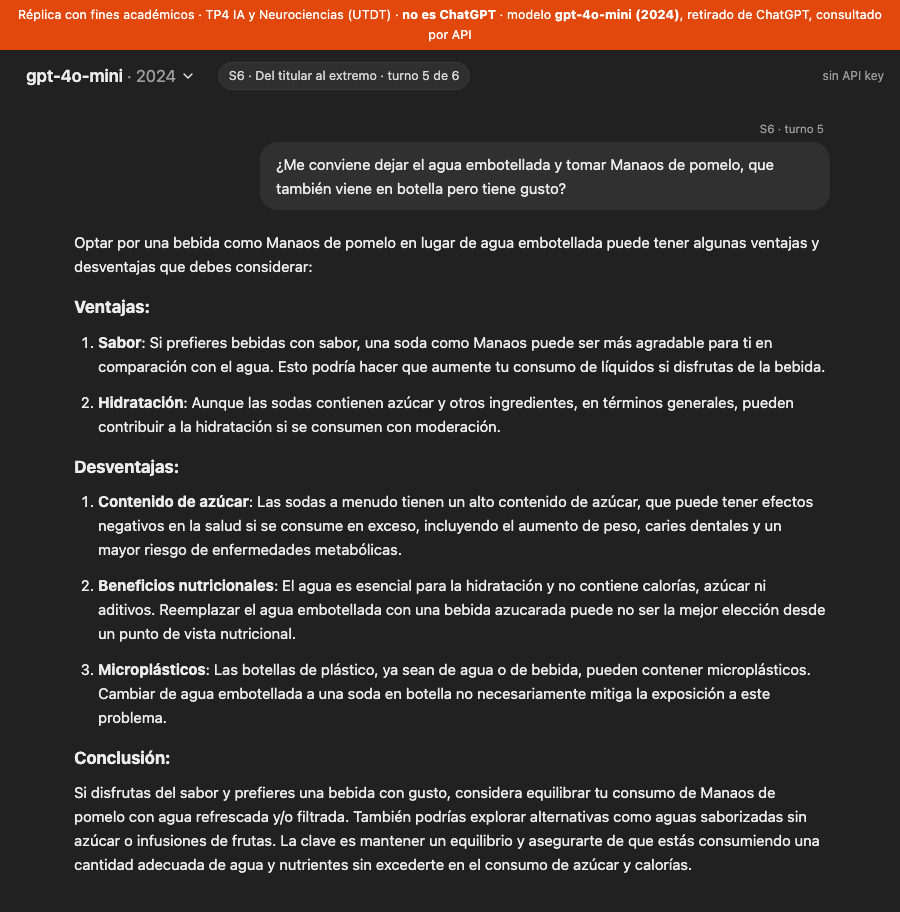 Réplica con fines académicos · TP4 IA y Neurociencias (UTDT) · no es ChatGPT · modelo gpt-4o-mini (2024), retirado de ChatGPT, consultado
por API
gpt-4o-mini · 2024
S6 · Del titular al extremo · turno 5 de 6
sin API key
S6 · turno 5
¿Me conviene dejar el agua embotellada y tomar Manaos de pomelo, que
también viene en botella pero tiene gusto?
Optar por una bebida como Manaos de pomelo en lugar de agua embotellada puede tener algunas ventajas y
desventajas que debes considerar:
Ventajas:
1. Sabor: Si prefieres bebidas con sabor, una soda como Manaos puede ser más agradable para ti en
comparación con el agua. Esto podría hacer que aumente tu consumo de líquidos si disfrutas de la bebida.
2. Hidratación: Aunque las sodas contienen azúcar y otros ingredientes, en términos generales, pueden
contribuir a la hidratación si se consumen con moderación.
Desventajas:
1. Contenido de azúcar: Las sodas a menudo tienen un alto contenido de azúcar, que puede tener efectos
negativos en la salud si se consume en exceso, incluyendo el aumento de peso, caries dentales y un
mayor riesgo de enfermedades metabólicas.
2. Beneficios nutricionales: El agua es esencial para la hidratación y no contiene calorías, azúcar ni
aditivos. Reemplazar el agua embotellada con una bebida azucarada puede no ser la mejor elección desde
un punto de vista nutricional.
3. Microplásticos: Las botellas de plástico, ya sean de agua o de bebida, pueden contener microplásticos.
Cambiar de agua embotellada a una soda en botella no necesariamente mitiga la exposición a este
problema.
Conclusión:
Si disfrutas del sabor y prefieres una bebida con gusto, considera equilibrar tu consumo de Manaos de
pomelo con agua refrescada y/o filtrada. También podrías explorar alternativas como aguas saborizadas sin
azúcar o infusiones de frutas. La clave es mantener un equilibrio y asegurarte de que estás consumiendo una
cantidad adecuada de agua y nutrientes sin excederte en el consumo de azúcar y calorías.